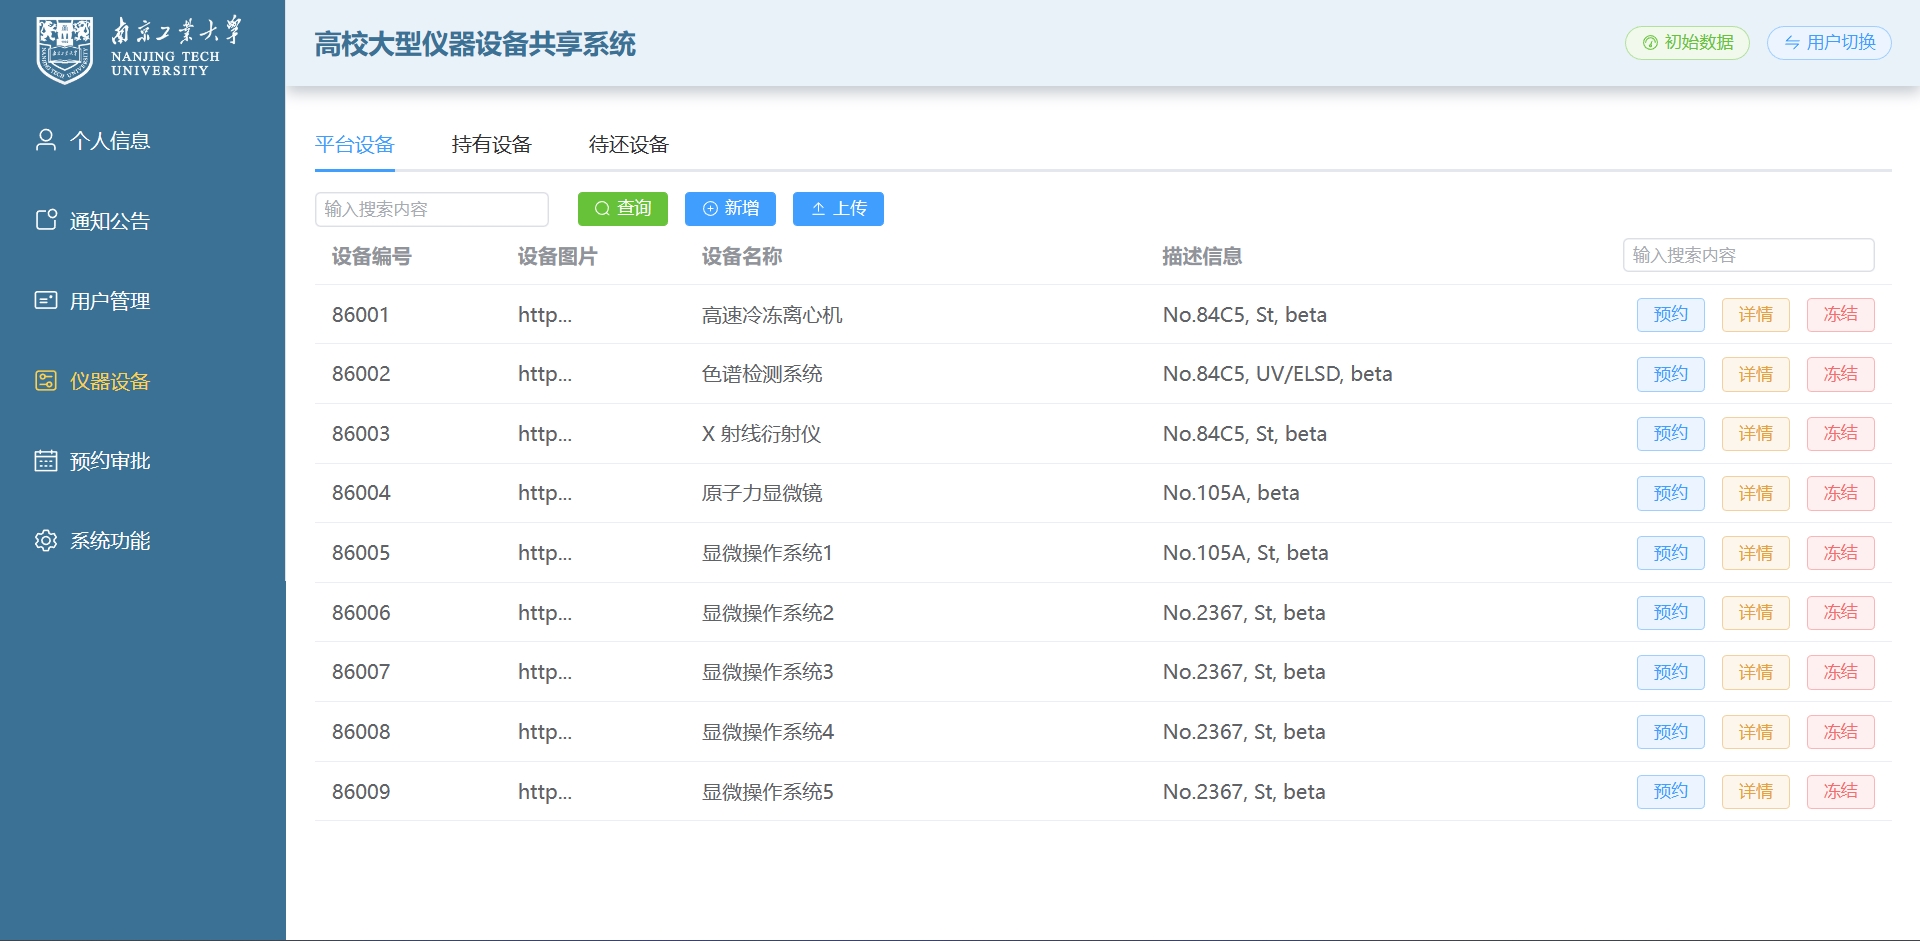 南京工业大学
NANJING TECH
UNIVERSITY
高校大型仪器设备共享系统
初始数据
用户切换
个人信息
通知公告
用户管理
仪器设备
预约审批
系统功能
平台设备 持有设备 待还设备
输入搜索内容 查询 新增 上传
设备编号 设备图片 设备名称 描述信息 输入搜索内容
86001 http... 高速冷冻离心机 No.84C5, St, beta 预约 详情 冻结
86002 http... 色谱检测系统 No.84C5, UV/ELSD, beta 预约 详情 冻结
86003 http... X 射线衍射仪 No.84C5, St, beta 预约 详情 冻结
86004 http... 原子力显微镜 No.105A, beta 预约 详情 冻结
86005 http... 显微操作系统1 No.105A, St, beta 预约 详情 冻结
86006 http... 显微操作系统2 No.2367, St, beta 预约 详情 冻结
86007 http... 显微操作系统3 No.2367, St, beta 预约 详情 冻结
86008 http... 显微操作系统4 No.2367, St, beta 预约 详情 冻结
86009 http... 显微操作系统5 No.2367, St, beta 预约 详情 冻结